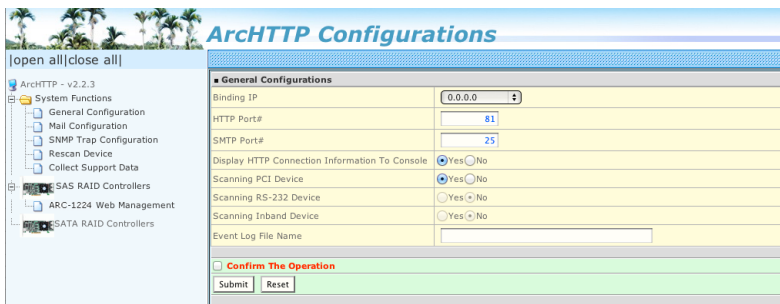 ArcHTTP Configurations
|open all|close all|
ArcHTTP - v2.2.3
System Functions
General Configuration
Mail Configuration
SNMP Trap Configuration
Rescan Device
Collect Support Data
SAS RAID Controllers
ARC-1224 Web Management
SATA RAID Controllers
General Configurations
Binding IP 0.0.0.0
HTTP Port# 81
SMTP Port# 25
Display HTTP Connection Information To Console Yes No
Scanning PCI Device Yes No
Scanning RS-232 Device Yes No
Scanning Inband Device Yes No
Event Log File Name
Confirm The Operation
Submit Reset